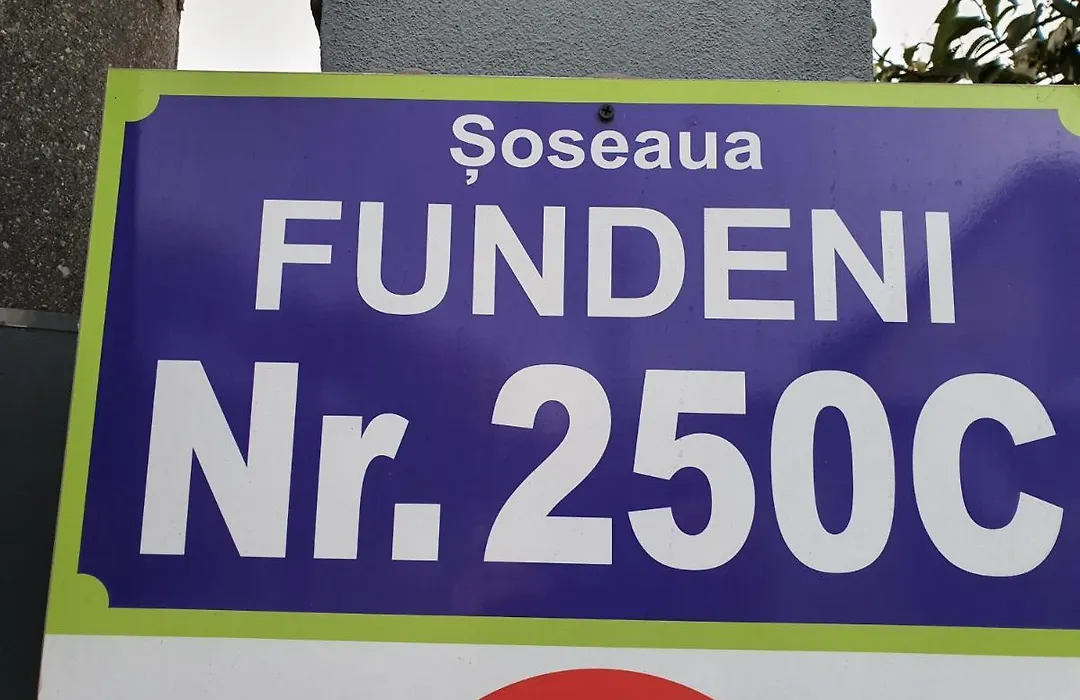 Șoseaua
FUNDENI
Nr. 250C